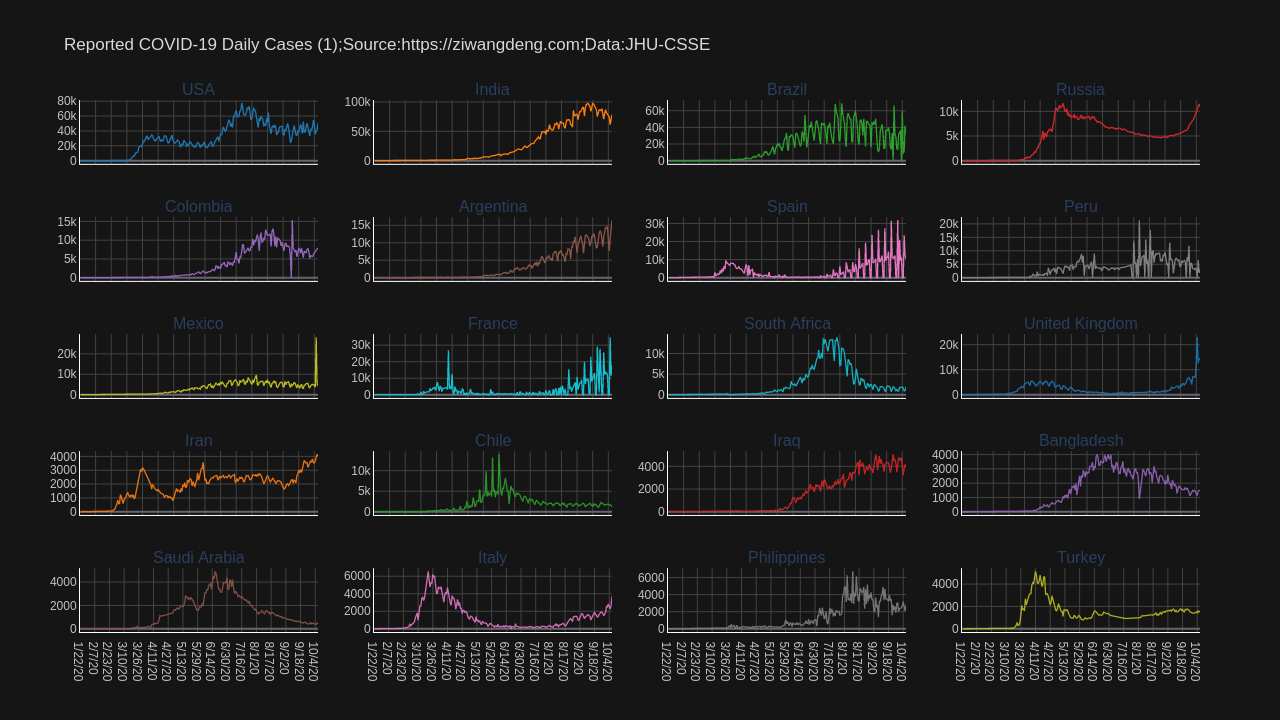 Reported COVID-19 Daily Cases (1);Source:https://ziwangdeng.com;Data:JHU-CSSE
USA
80k
60k
40k
20k
0
India
100k
50k
0
Brazil
60k
40k
20k
0
Russia
10k
5k
0
Colombia
15k
10k
5k
0
Argentina
15k
10k
5k
0
Spain
30k
20k
10k
0
Peru
20k
15k
10k
5k
0
Mexico
20k
10k
0
France
30k
20k
10k
0
South Africa
10k
5k
0
United Kingdom
20k
10k
0
Iran
4000
3000
2000
1000
0
Chile
10k
5k
0
Iraq
4000
2000
0
Bangladesh
4000
3000
2000
1000
0
Saudi Arabia
4000
2000
0
Italy
6000
4000
2000
0
Philippines
6000
4000
2000
0
Turkey
4000
2000
0
1/22/20
2/7/20
2/23/20
3/10/20
3/26/20
4/11/20
4/27/20
5/13/20
5/29/20
6/14/20
6/30/20
7/16/20
8/1/20
8/17/20
9/2/20
9/18/20
10/4/20
1/22/20
2/7/20
2/23/20
3/10/20
3/26/20
4/11/20
4/27/20
5/13/20
5/29/20
6/14/20
6/30/20
7/16/20
8/1/20
8/17/20
9/2/20
9/18/20
10/4/20
1/22/20
2/7/20
2/23/20
3/10/20
3/26/20
4/11/20
4/27/20
5/13/20
5/29/20
6/14/20
6/30/20
7/16/20
8/1/20
8/17/20
9/2/20
9/18/20
10/4/20
1/22/20
2/7/20
2/23/20
3/10/20
3/26/20
4/11/20
4/27/20
5/13/20
5/29/20
6/14/20
6/30/20
7/16/20
8/1/20
8/17/20
9/2/20
9/18/20
10/4/20